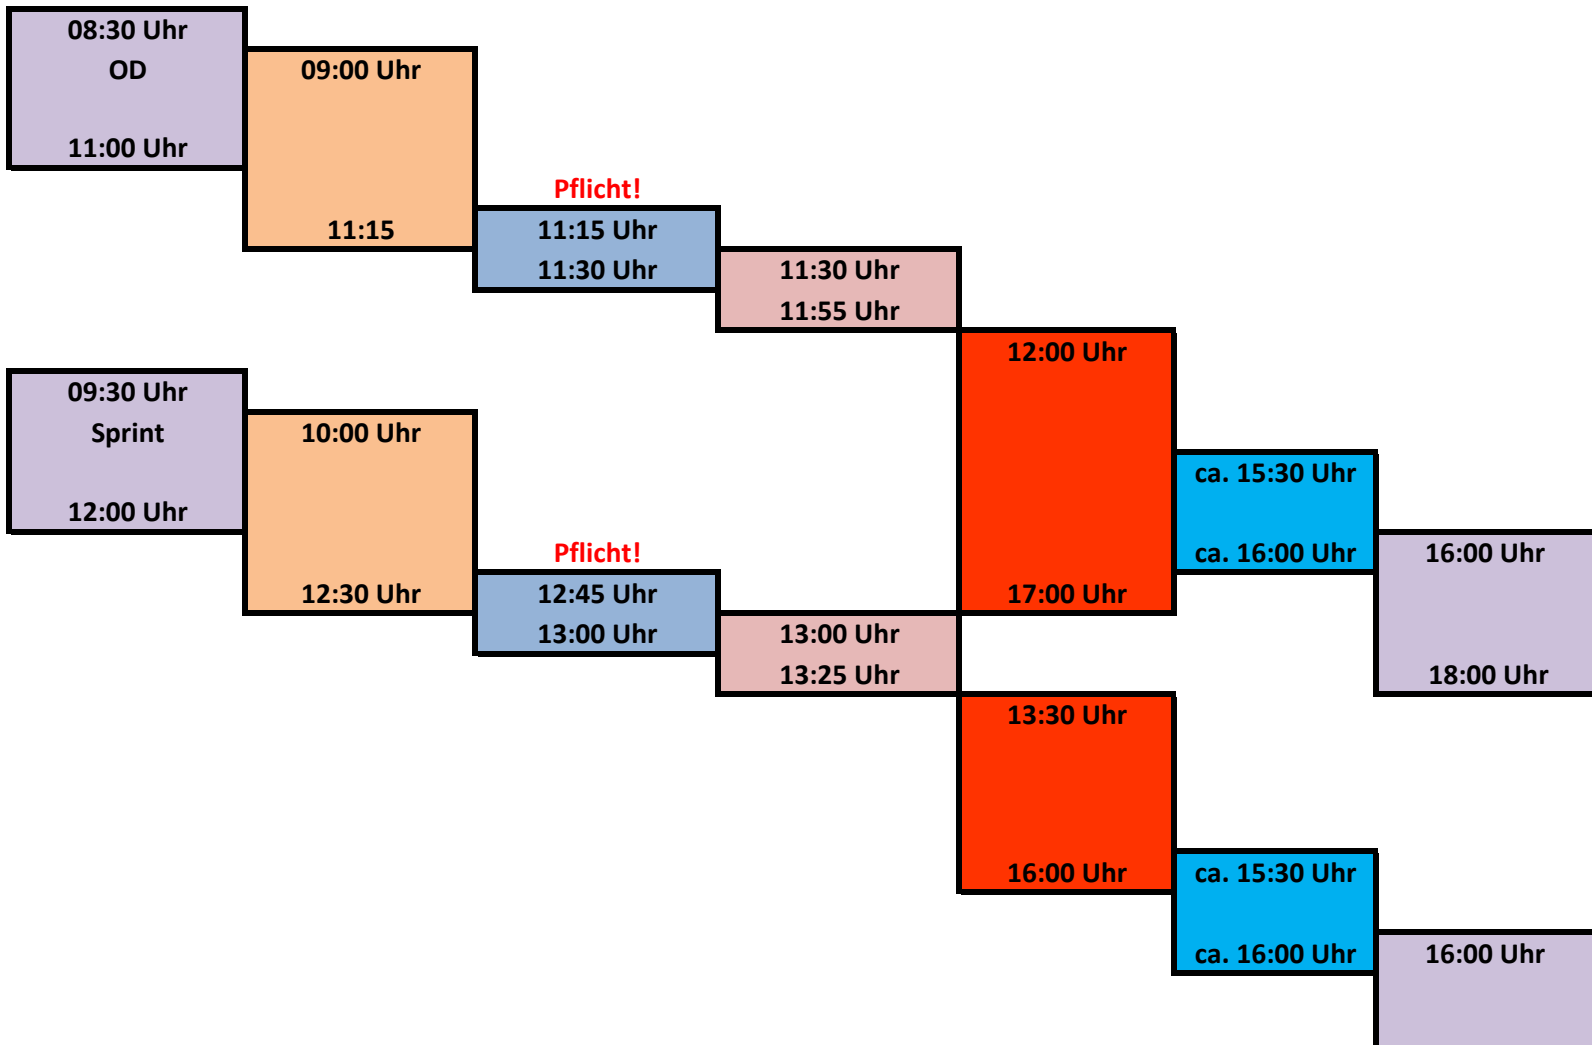 08:30 Uhr
OD
09:00 Uhr
11:00 Uhr
Pflicht!
11:15
11:15 Uhr
11:30 Uhr
11:30 Uhr
11:55 Uhr
12:00 Uhr
09:30 Uhr
Sprint
10:00 Uhr
ca. 15:30 Uhr
12:00 Uhr
Pflicht!
ca. 16:00 Uhr
16:00 Uhr
12:30 Uhr
12:45 Uhr
17:00 Uhr
13:00 Uhr
13:00 Uhr
13:25 Uhr
18:00 Uhr
13:30 Uhr
16:00 Uhr
ca. 15:30 Uhr
ca. 16:00 Uhr
16:00 Uhr